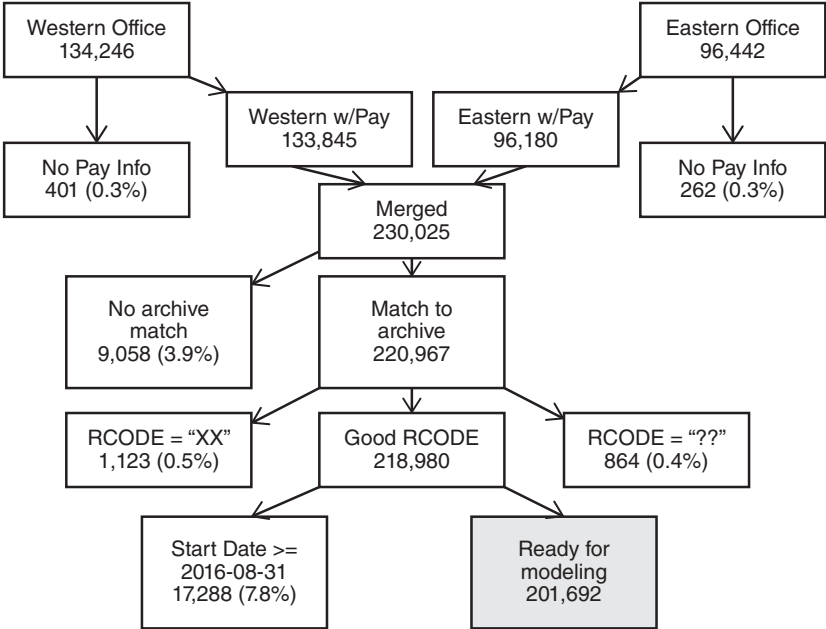 Western Office
134,246
Eastern Office
96,442
Western w/Pay
133,845
Eastern w/Pay
96,180
No Pay Info
401 (0.3%)
No Pay Info
262 (0.3%)
Merged
230,025
No archive
match
9,058 (3.9%)
Match to
archive
220,967
RCODE = “XX”
1,123 (0.5%)
Good RCODE
218,980
RCODE = “??”
864 (0.4%)
Start Date >=
2016-08-31
17,288 (7.8%)
Ready for
modeling
201,692